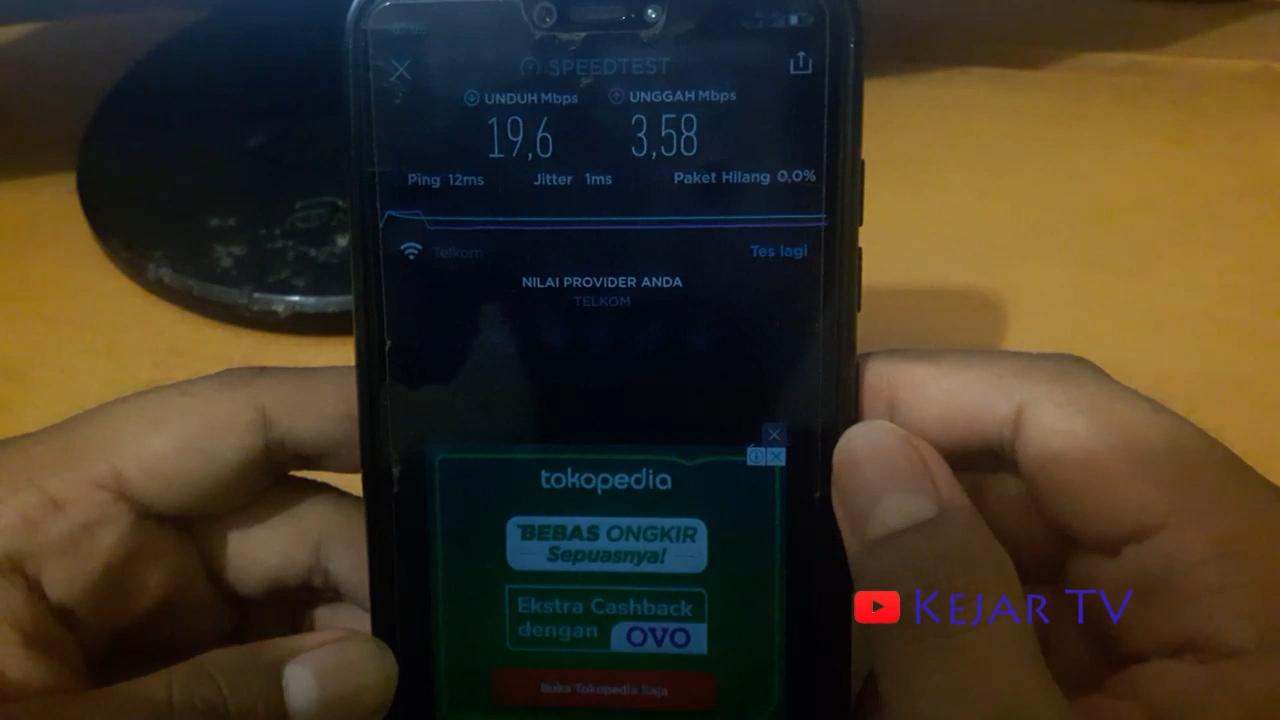 SPEEDTEST
UNDUH Mbps UNGGAH Mbps
19,6 3,58
Ping 12ms Jitter 1ms Paket Hilang 0,0%
Telkom Tes lagi
NILAI PROVIDER ANDA
TELKOM
tokopedia
BEBAS ONGKIR
Sepuasnya!
Ekstra Cashback
dengan OVO
Buka Tokopedia Saja
KEJAR TV